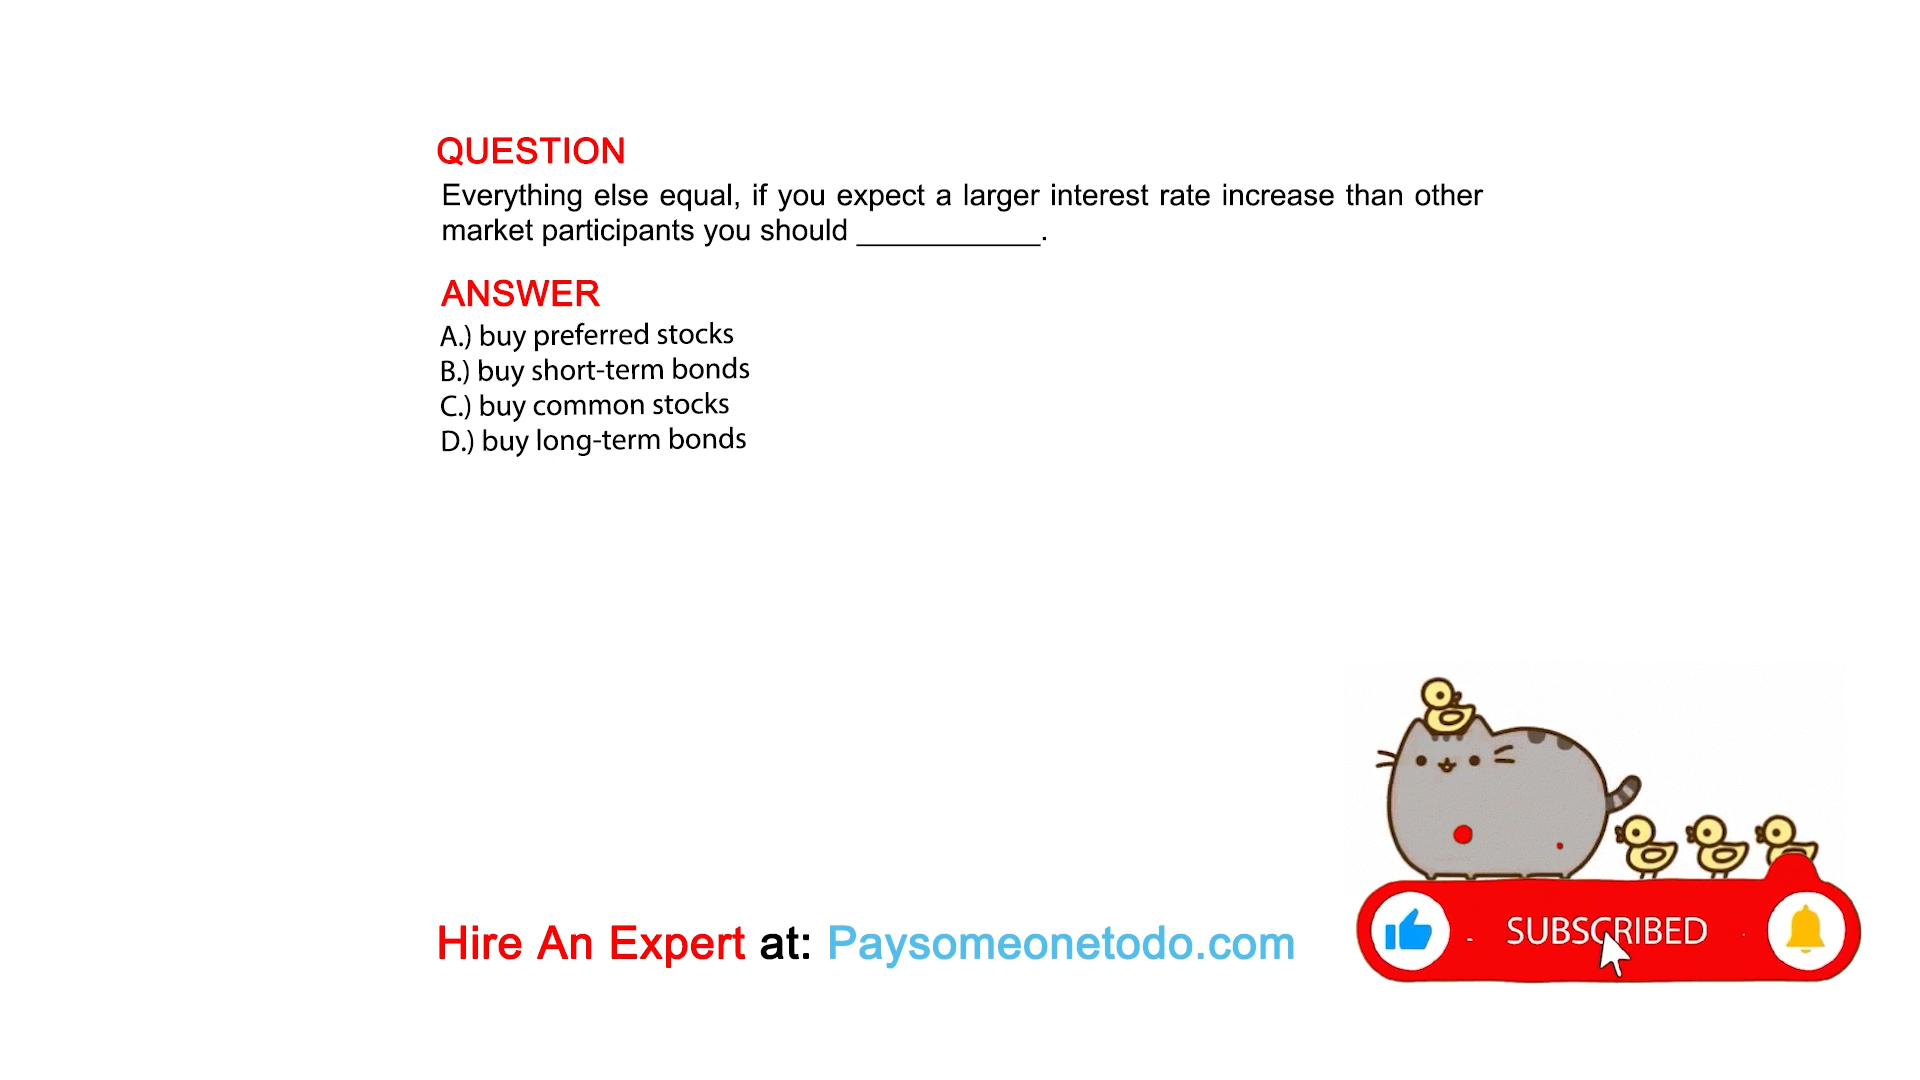 QUESTION
Everything else equal, if you expect a larger interest rate increase than other
market participants you should ___________.
ANSWER
A.) buy preferred stocks
B.) buy short-term bonds
C.) buy common stocks
D.) buy long-term bonds
Hire An Expert at: Paysomeonetodo.com
SUBSCRIBED